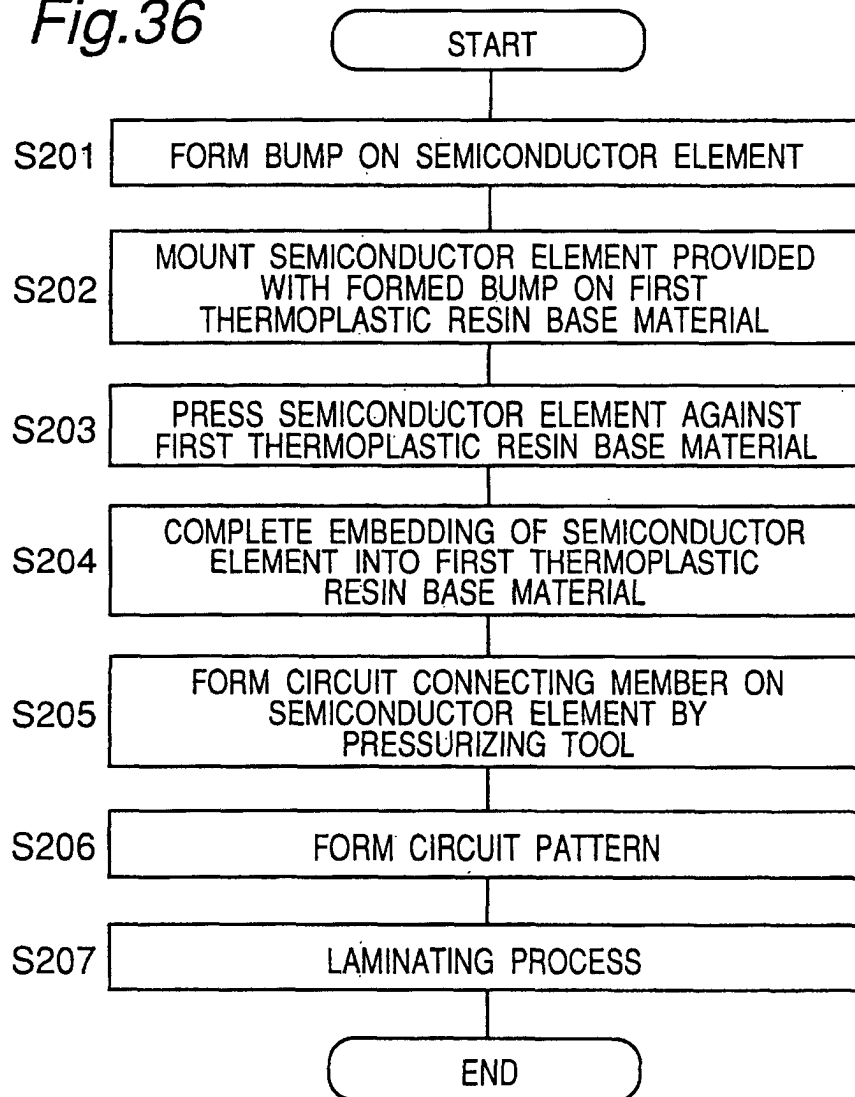 Fig.36
START
S201
FORM BUMP ON SEMICONDUCTOR ELEMENT
S202
MOUNT SEMICONDUCTOR ELEMENT PROVIDED
WITH FORMED BUMP ON FIRST
THERMOPLASTIC RESIN BASE MATERIAL
S203
PRESS SEMICONDUCTOR ELEMENT AGAINST
FIRST THERMOPLASTIC RESIN BASE MATERIAL
S204
COMPLETE EMBEDDING OF SEMICONDUCTOR
ELEMENT INTO FIRST THERMOPLASTIC
RESIN BASE MATERIAL
S205
FORM CIRCUIT CONNECTING MEMBER ON
SEMICONDUCTOR ELEMENT BY
PRESSURIZING TOOL
S206
FORM CIRCUIT PATTERN
S207
LAMINATING PROCESS
END